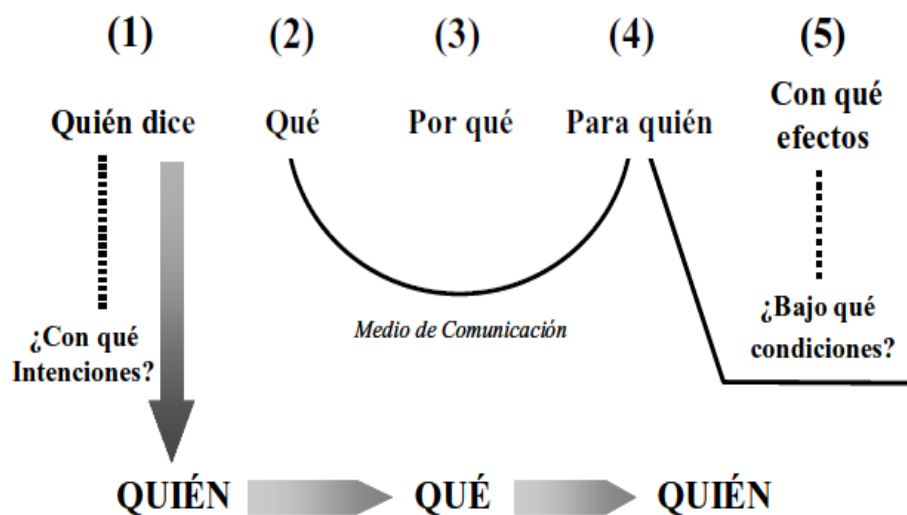 (1) (2) (3) (4) (5)
Quién dice Qué Por qué Para quién Con qué
efectos
Medio de Comunicación
¿Con qué
Intenciones?
¿Bajo qué
condiciones?
QUIÉN QUÉ QUIÉN